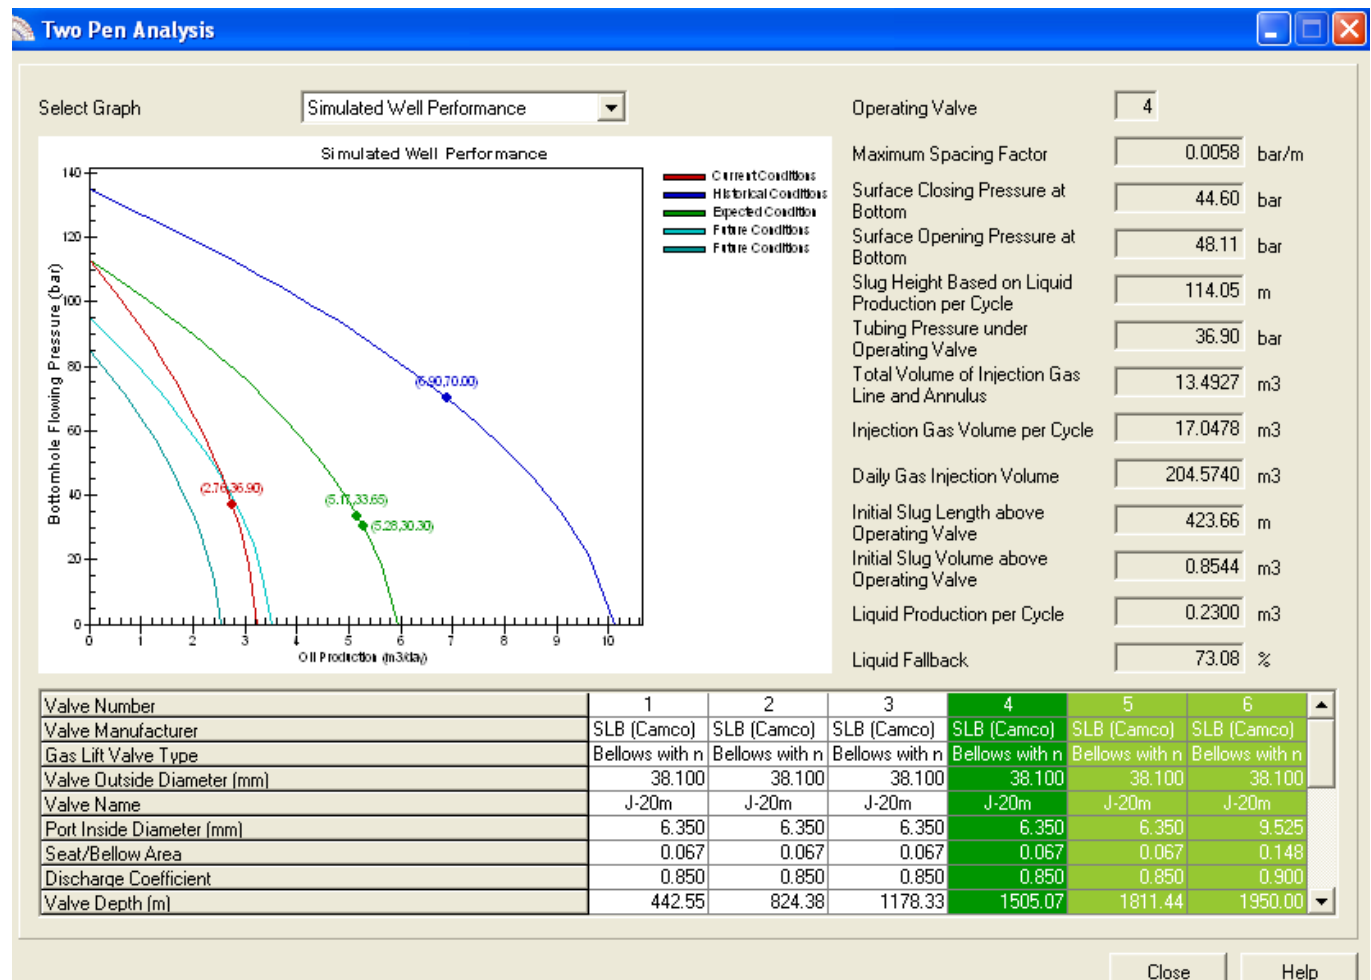 Two Pen Analysis
Select Graph
Simulated Well Performance
Simulated Well Performance
140
120
100
80
60
40
20
0
Bottomhole Flowing Pressure (bar)
0 1 2 3 4 5 6 7 8 9 10
Oil Production (m3/day)
(6.90,70.00)
(2.76,36.90)
(5.17,33.65)
(5.28,30.30)
Current Conditions
Historical Conditions
Expected Condition
Future Conditions
Future Conditions
Operating Valve 4
Maximum Spacing Factor 0.0058 bar/m
Surface Closing Pressure at
Bottom 44.60 bar
Surface Opening Pressure at
Bottom 48.11 bar
Slug Height Based on Liquid
Production per Cycle 114.05 m
Tubing Pressure under
Operating Valve 36.90 bar
Total Volume of Injection Gas
Line and Annulus 13.4927 m3
Injection Gas Volume per Cycle 17.0478 m3
Daily Gas Injection Volume 204.5740 m3
Initial Slug Length above
Operating Valve 423.66 m
Initial Slug Volume above
Operating Valve 0.8544 m3
Liquid Production per Cycle 0.2300 m3
Liquid Fallback 73.08 %
Valve Number 1 2 3 4 5 6
Valve Manufacturer SLB (Camco) SLB (Camco) SLB (Camco) SLB (Camco) SLB (Camco) SLB (Camco)
Gas Lift Valve Type Bellows with n Bellows with n Bellows with n Bellows with n Bellows with n Bellows with n
Valve Outside Diameter (mm) 38.100 38.100 38.100 38.100 38.100 38.100
Valve Name J-20m J-20m J-20m J-20m J-20m J-20m
Port Inside Diameter (mm) 6.350 6.350 6.350 6.350 6.350 9.525
Seat/Bellow Area 0.067 0.067 0.067 0.067 0.067 0.148
Discharge Coefficient 0.850 0.850 0.850 0.850 0.850 0.900
Valve Depth (m) 442.55 824.38 1178.33 1505.07 1811.44 1950.00
Close Help